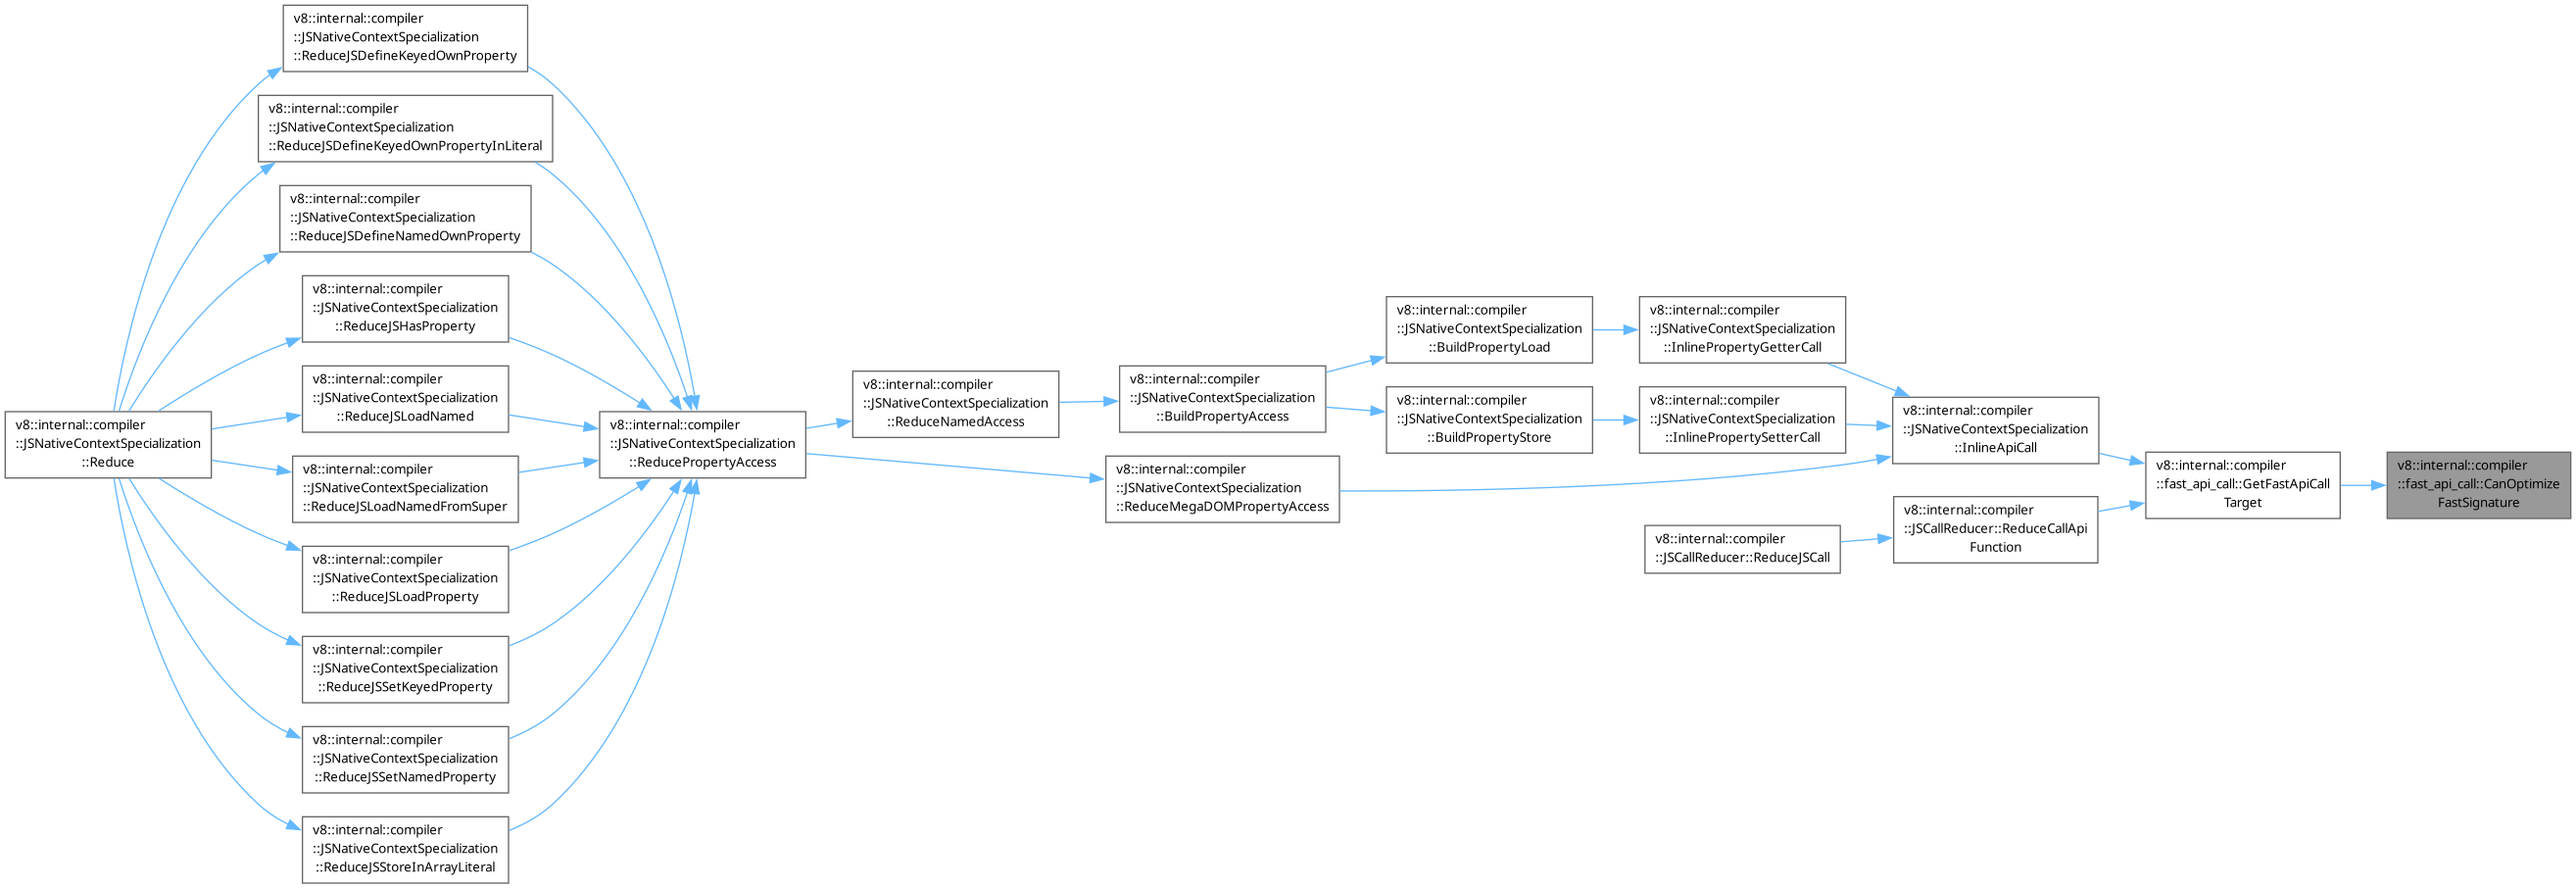 v8::internal::compiler
::JSNativeContextSpecialization
::ReduceJSDefineKeyedOwnProperty
v8::internal::compiler
::JSNativeContextSpecialization
::ReduceJSDefineKeyedOwnPropertyInLiteral
v8::internal::compiler
::JSNativeContextSpecialization
::ReduceJSDefineNamedOwnProperty
v8::internal::compiler
::JSNativeContextSpecialization
::ReduceJSHasProperty
v8::internal::compiler
::JSNativeContextSpecialization
::ReduceJSLoadNamed
v8::internal::compiler
::JSNativeContextSpecialization
::Reduce
v8::internal::compiler
::JSNativeContextSpecialization
::ReduceJSLoadNamedFromSuper
v8::internal::compiler
::JSNativeContextSpecialization
::ReduceJSLoadProperty
v8::internal::compiler
::JSNativeContextSpecialization
::ReduceJSSetKeyedProperty
v8::internal::compiler
::JSNativeContextSpecialization
::ReduceJSSetNamedProperty
v8::internal::compiler
::JSNativeContextSpecialization
::ReduceJSStoreInArrayLiteral
v8::internal::compiler
::JSNativeContextSpecialization
::ReducePropertyAccess
v8::internal::compiler
::JSNativeContextSpecialization
::ReduceNamedAccess
v8::internal::compiler
::JSNativeContextSpecialization
::BuildPropertyAccess
v8::internal::compiler
::JSNativeContextSpecialization
::ReduceMegaDOMPropertyAccess
v8::internal::compiler
::JSNativeContextSpecialization
::BuildPropertyLoad
v8::internal::compiler
::JSNativeContextSpecialization
::BuildPropertyStore
v8::internal::compiler
::JSNativeContextSpecialization
::InlinePropertyGetterCall
v8::internal::compiler
::JSNativeContextSpecialization
::InlinePropertySetterCall
v8::internal::compiler
::JSCallReducer::ReduceJSCall
v8::internal::compiler
::JSNativeContextSpecialization
::InlineApiCall
v8::internal::compiler
::JSCallReducer::ReduceCallApi
Function
v8::internal::compiler
::fast_api_call::GetFastApiCall
Target
v8::internal::compiler
::fast_api_call::CanOptimize
FastSignature